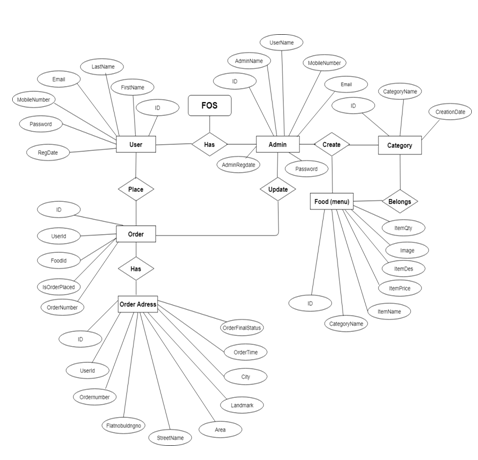 UserName
LastName
AdminName
MobileNumber
Email
FirstName
ID
Email
CategoryName
MobileNumber
ID
FOS
ID
CreationDate
Password
User
Has
Admin
Create
Category
RegDate
AdminRegdate
Password
Place
Update
ID
Food (menu)
Belongs
UserId
Order
ItemQty
FoodId
Image
Has
ItemDes
IsOrderPlaced
ItemPrice
OrderNumber
Order Adress
ID
ItemName
OrderFinalStatus
CategoryName
ID
OrderTime
UserId
City
Ordernumber
Landmark
Flatnobuldngno
Area
StreetName